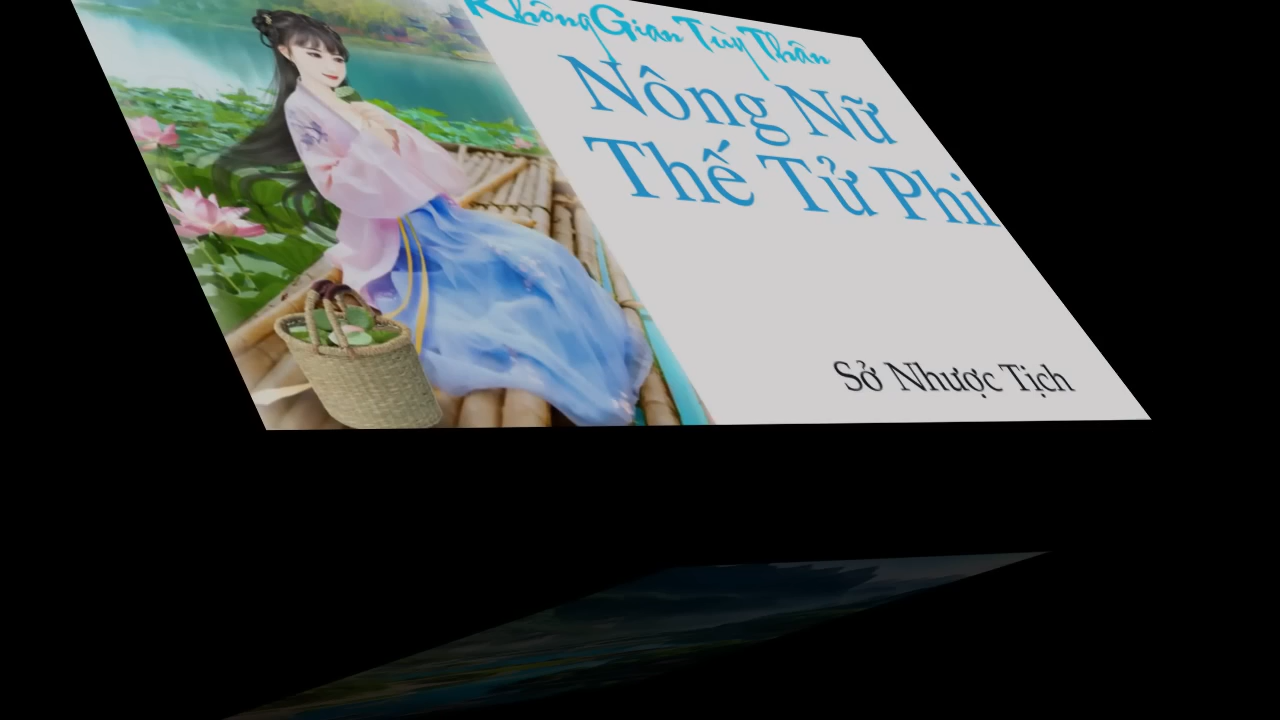 Không Gian Tùy Thân
Nông Nữ
Thế Tử Phi
Sở Nhược Tịch